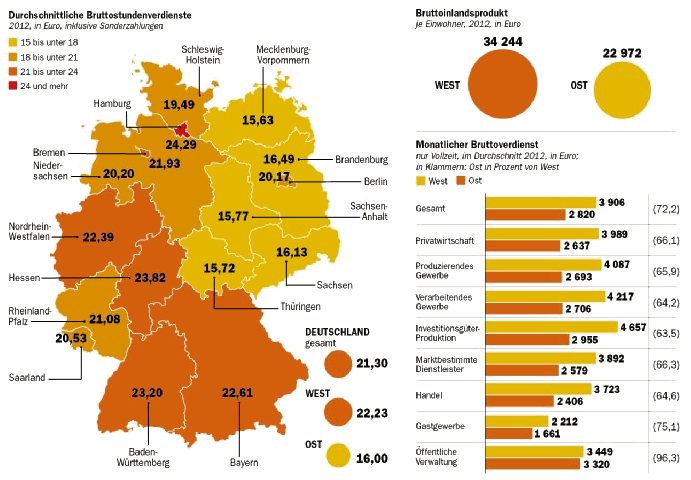 Durchschnittliche Bruttostundenverdienste
2012, in Euro, inklusive Sonderzahlungen
15 bis unter 18
18 bis unter 21
21 bis unter 24
24 und mehr
Schleswig-
Holstein
Mecklenburg-
Vorpommern
Hamburg
19,49
15,63
24,29
Bremen
21,93
Nieder-
sachsen
20,20
16,49
Brandenburg
20,17
Berlin
Sachsen-
Anhalt
15,77
Nordrhein-
Westfalen
22,39
16,13
Sachsen
15,72
Thüringen
Hessen
23,82
Rheinland-
Pfalz
21,08
20,53
Saarland
23,20
Baden-
Württemberg
22,61
Bayern
DEUTSCHLAND
gesamt
21,30
WEST
22,23
OST
16,00
Bruttoinlandsprodukt
je Einwohner, 2012, in Euro
34 244
WEST
22 972
OST
Monatlicher Bruttoverdienst
nur Vollzeit, im Durchschnitt 2012, in Euro;
in Klammern: Ost in Prozent von West
West Ost
Gesamt 3 906 2 820 (72,2)
Privatwirtschaft 3 989 2 637 (66,1)
Produzierendes
Gewerbe 4 087 2 693 (65,9)
Verarbeitendes
Gewerbe 4 217 2 706 (64,2)
Investitionsgüter-
Produktion 4 657 2 955 (63,5)
Marktbestimmte
Dienstleister 3 892 2 579 (66,3)
Handel 3 723 2 406 (64,6)
Gastgewerbe 2 212 1 661 (75,1)
Öffentliche
Verwaltung 3 449 3 320 (96,3)